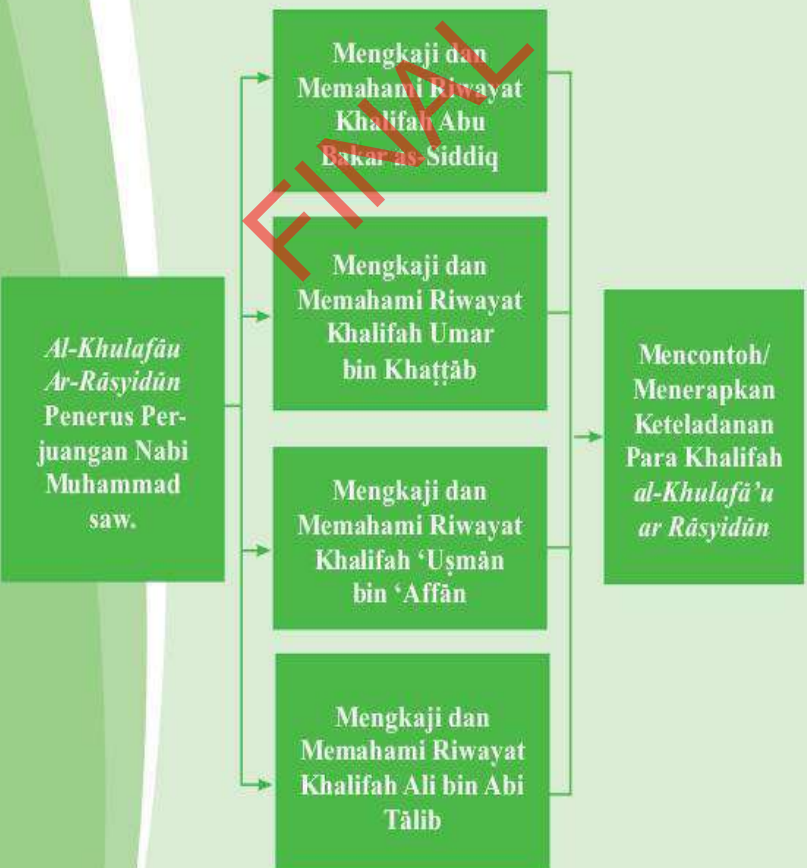 Al-Khulafāu
Ar-Rāsyidūn
Penerus Per-
juangan Nabi
Muhammad
saw.
Mengkaji dan
Memahami Riwayat
Khalifah Abu
Bakar as-Siddiq
Mengkaji dan
Memahami Riwayat
Khalifah Umar
bin Khaṭṭāb
Mengkaji dan
Memahami Riwayat
Khalifah ‘Uṣmān
bin ‘Affān
Mengkaji dan
Memahami Riwayat
Khalifah Ali bin Abi
Tālib
Mencontoh/
Menerapkan
Keteladanan
Para Khalifah
al-Khulafā’u
ar Rāsyidūn
FINAL